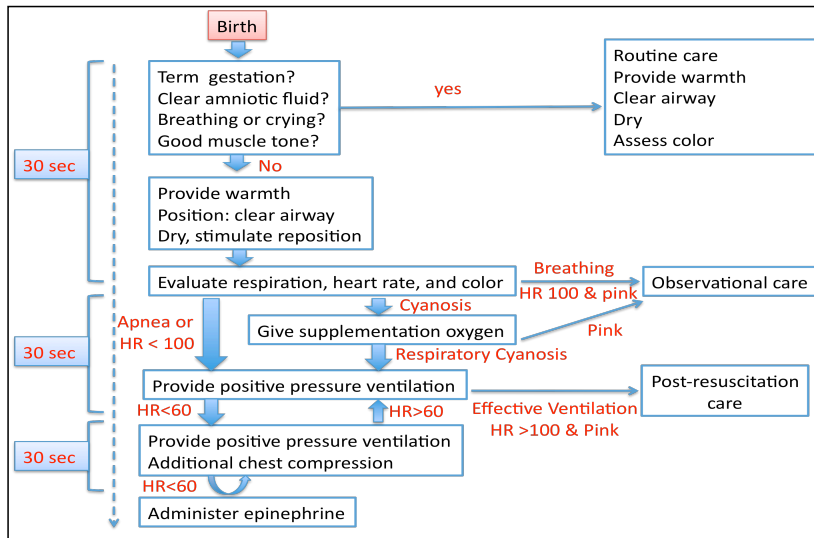 Birth
Term gestation?
Clear amniotic fluid?
Breathing or crying?
Good muscle tone?
yes
Routine care
Provide warmth
Clear airway
Dry
Assess color
30 sec
No
Provide warmth
Position: clear airway
Dry, stimulate reposition
Evaluate respiration, heart rate, and color
Breathing
HR 100 & pink
Observational care
Cyanosis
Apnea or
HR < 100
Give supplementation oxygen
Pink
30 sec
Respiratory Cyanosis
Provide positive pressure ventilation
Post-resuscitation
care
HR<60
HR>60
Effective Ventilation
HR >100 & Pink
30 sec
Provide positive pressure ventilation
Additional chest compression
HR<60
Administer epinephrine